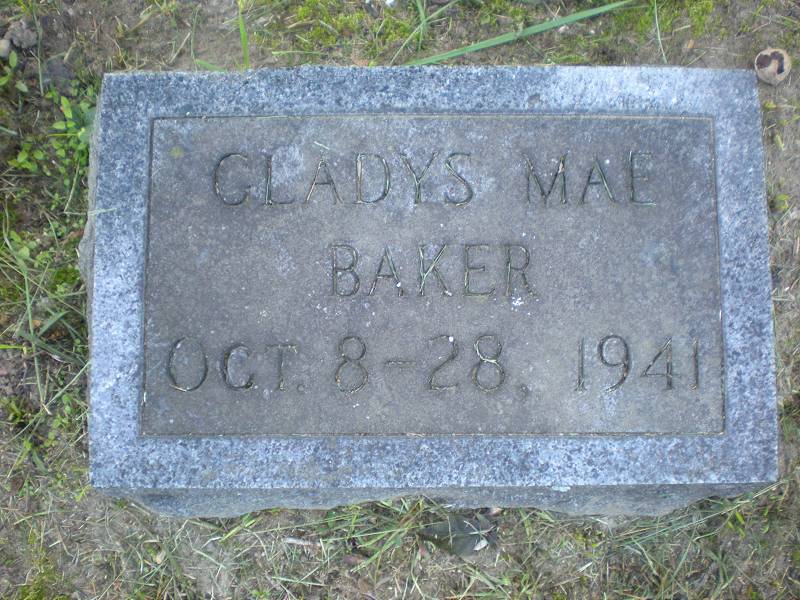 GLADYS MAE
BAKER
OCT. 8-28, 1941